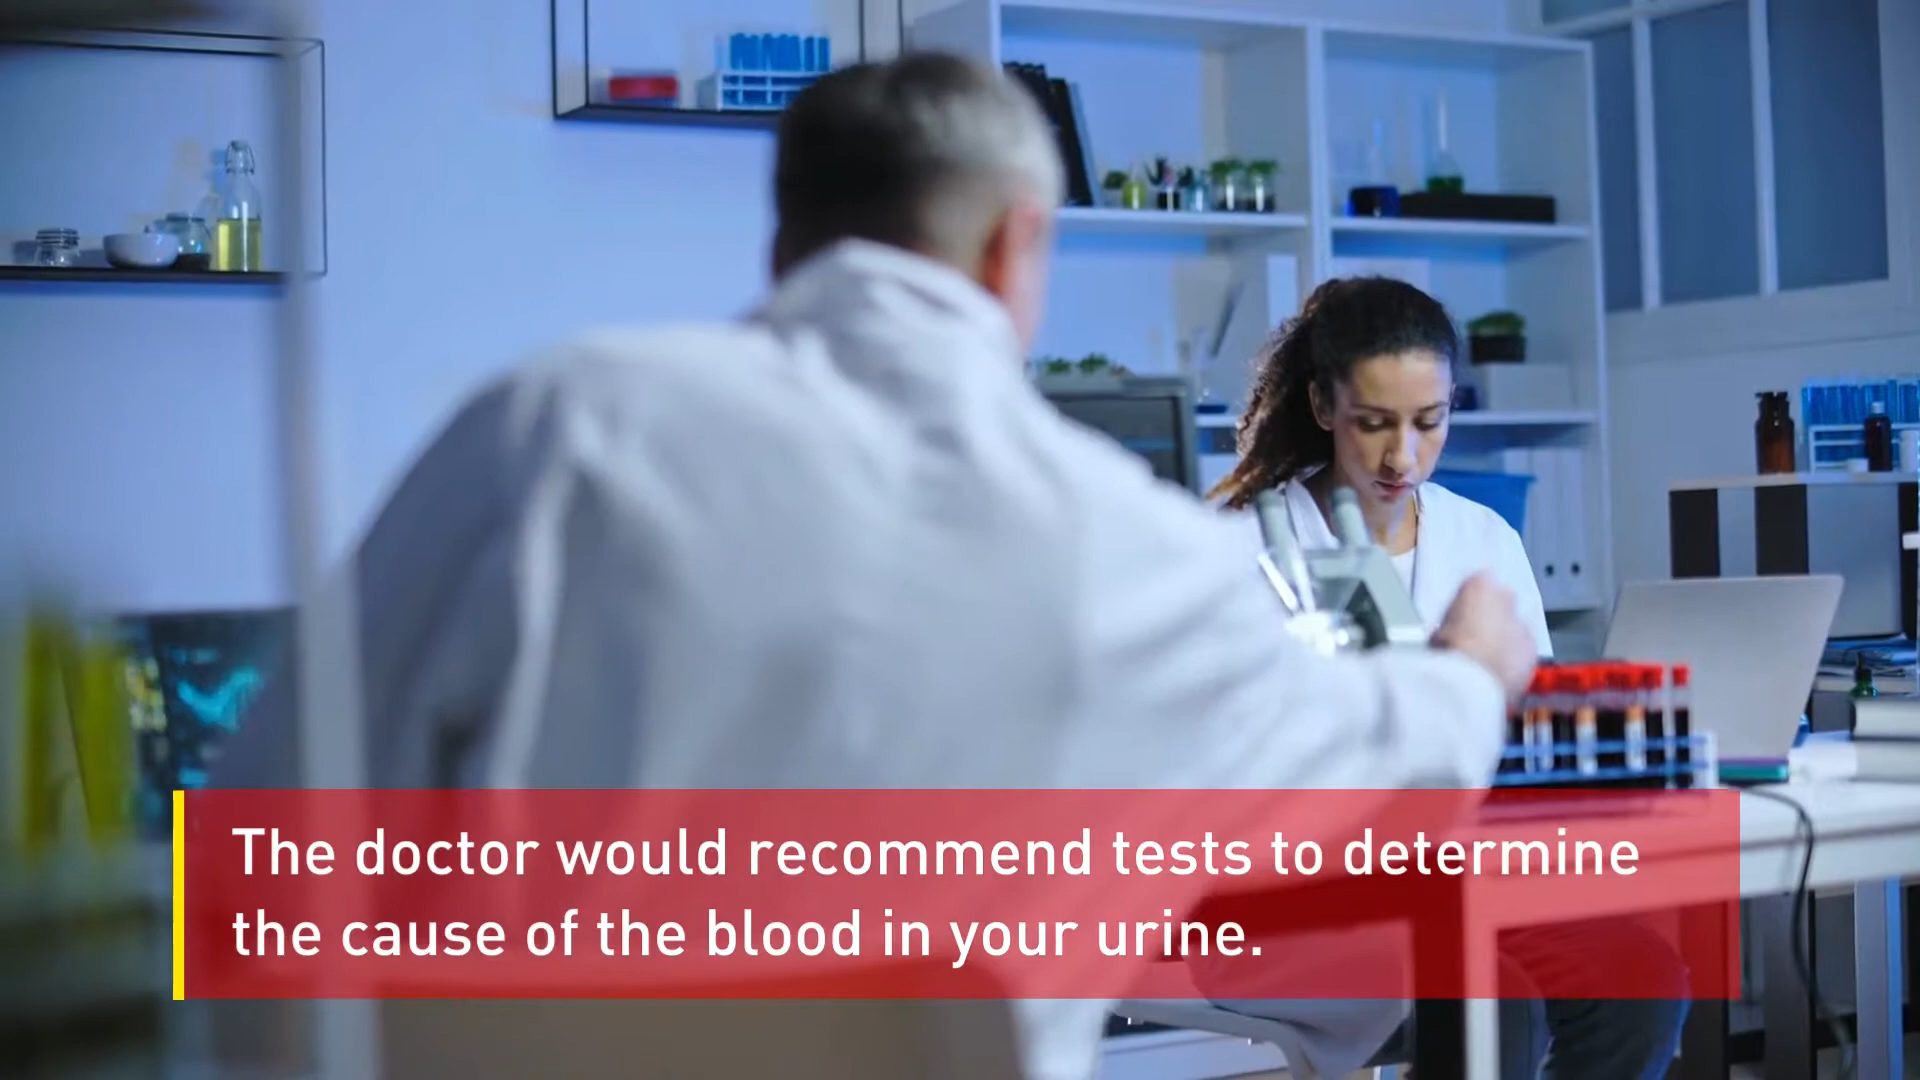 The doctor would recommend tests to determine
the cause of the blood in your urine.